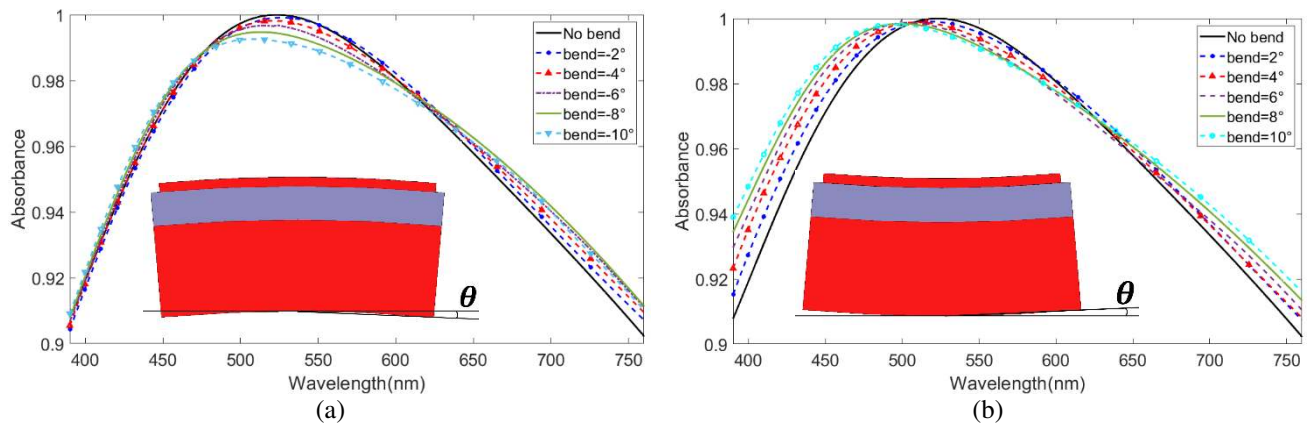 1
0.98
0.96
0.94
0.92
0.9
Absorbance
400 450 500 550 600 650 700 750
Wavelength(nm)
No bend
bend=-2°
bend=-4°
bend=-6°
bend=-8°
bend=-10°
θ
(a)
1
0.98
0.96
0.94
0.92
0.9
Absorbance
400 450 500 550 600 650 700 750
Wavelength(nm)
No bend
bend=2°
bend=4°
bend=6°
bend=8°
bend=10°
θ
(b)